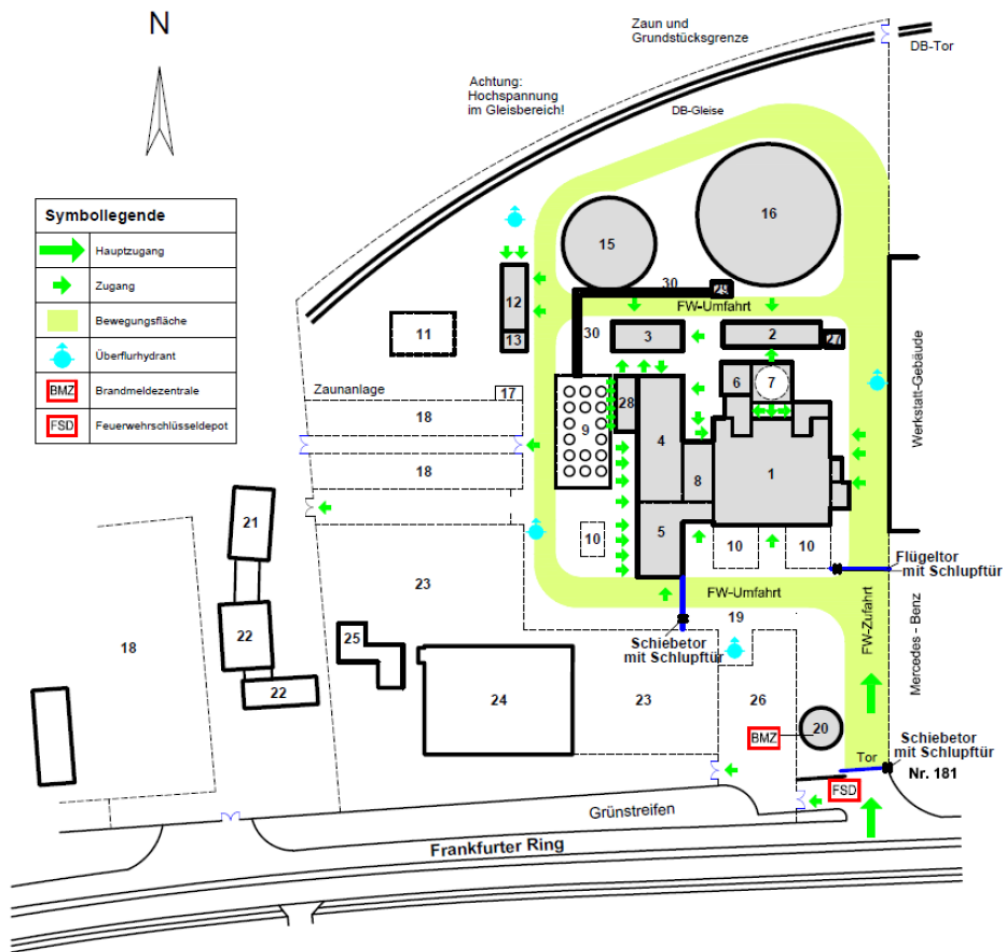 N
Zaun und
Grundstücksgrenze
DB-Tor
Achtung:
Hochspannung
im Gleisbereich!
DB-Gleise
Symbollegende
Hauptzugang
Zugang
Bewegungsfläche
Überflurhydrant
BMZ
Brandmeldezentrale
FSD
Feuerwehrschlüsseldepot
16
15
30
29
FW-Umfahrt
12
13
11
30
3
2
27
Zaunanlage
17
18
28
6
7
9
4
18
8
1
Werkstatt-Gebäude
21
10
5
10
10
Flügeltor
mit Schlupftür
23
FW-Umfahrt
19
FW-Zufahrt
Mercedes - Benz
18
22
25
Schiebetor
mit Schlupftür
22
24
23
26
20
BMZ
Schiebetor
mit Schlupftür
Tor
Nr. 181
FSD
Grünstreifen
Frankfurter Ring